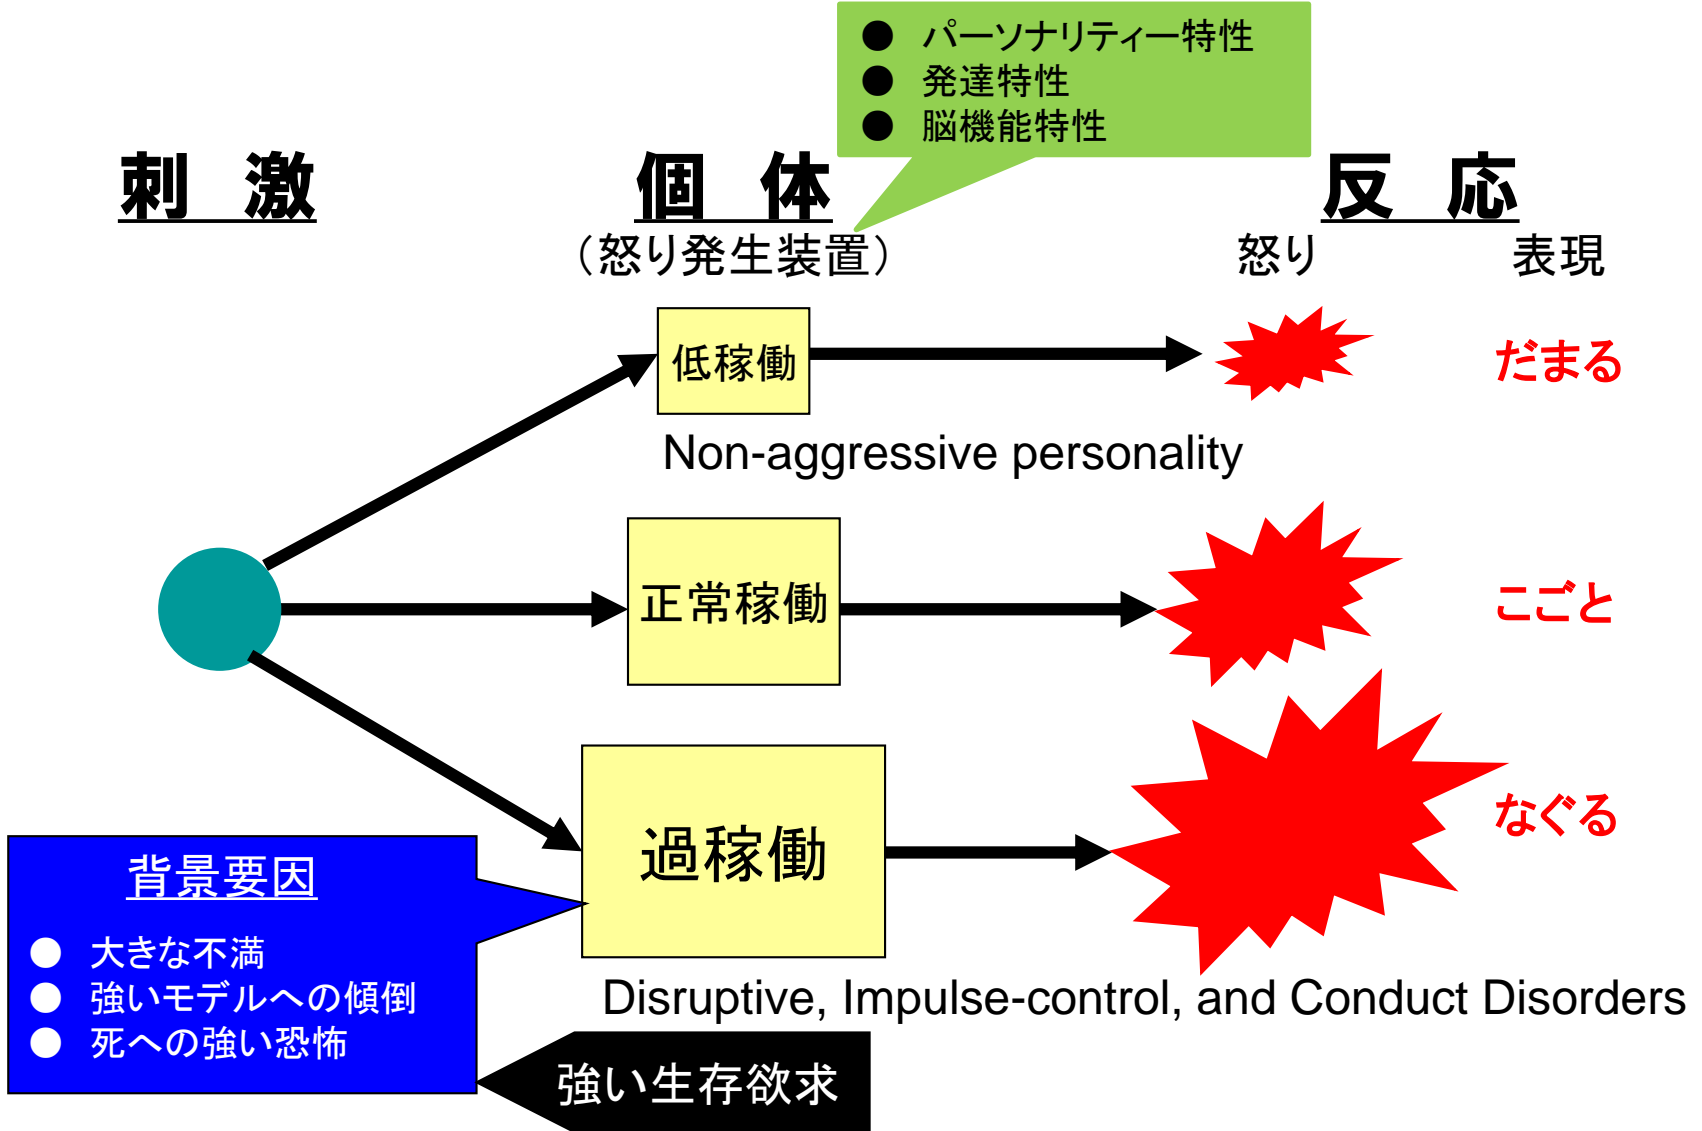 ● パーソナリティー特性
● 発達特性
● 脳機能特性
刺　激
個　体
反　応
（怒り発生装置）
怒り
表現
低稼働
だまる
Non-aggressive personality
正常稼働
こごと
過稼働
なぐる
背景要因
● 大きな不満
● 強いモデルへの傾倒
● 死への強い恐怖
Disruptive, Impulse-control, and Conduct Disorders
強い生存欲求